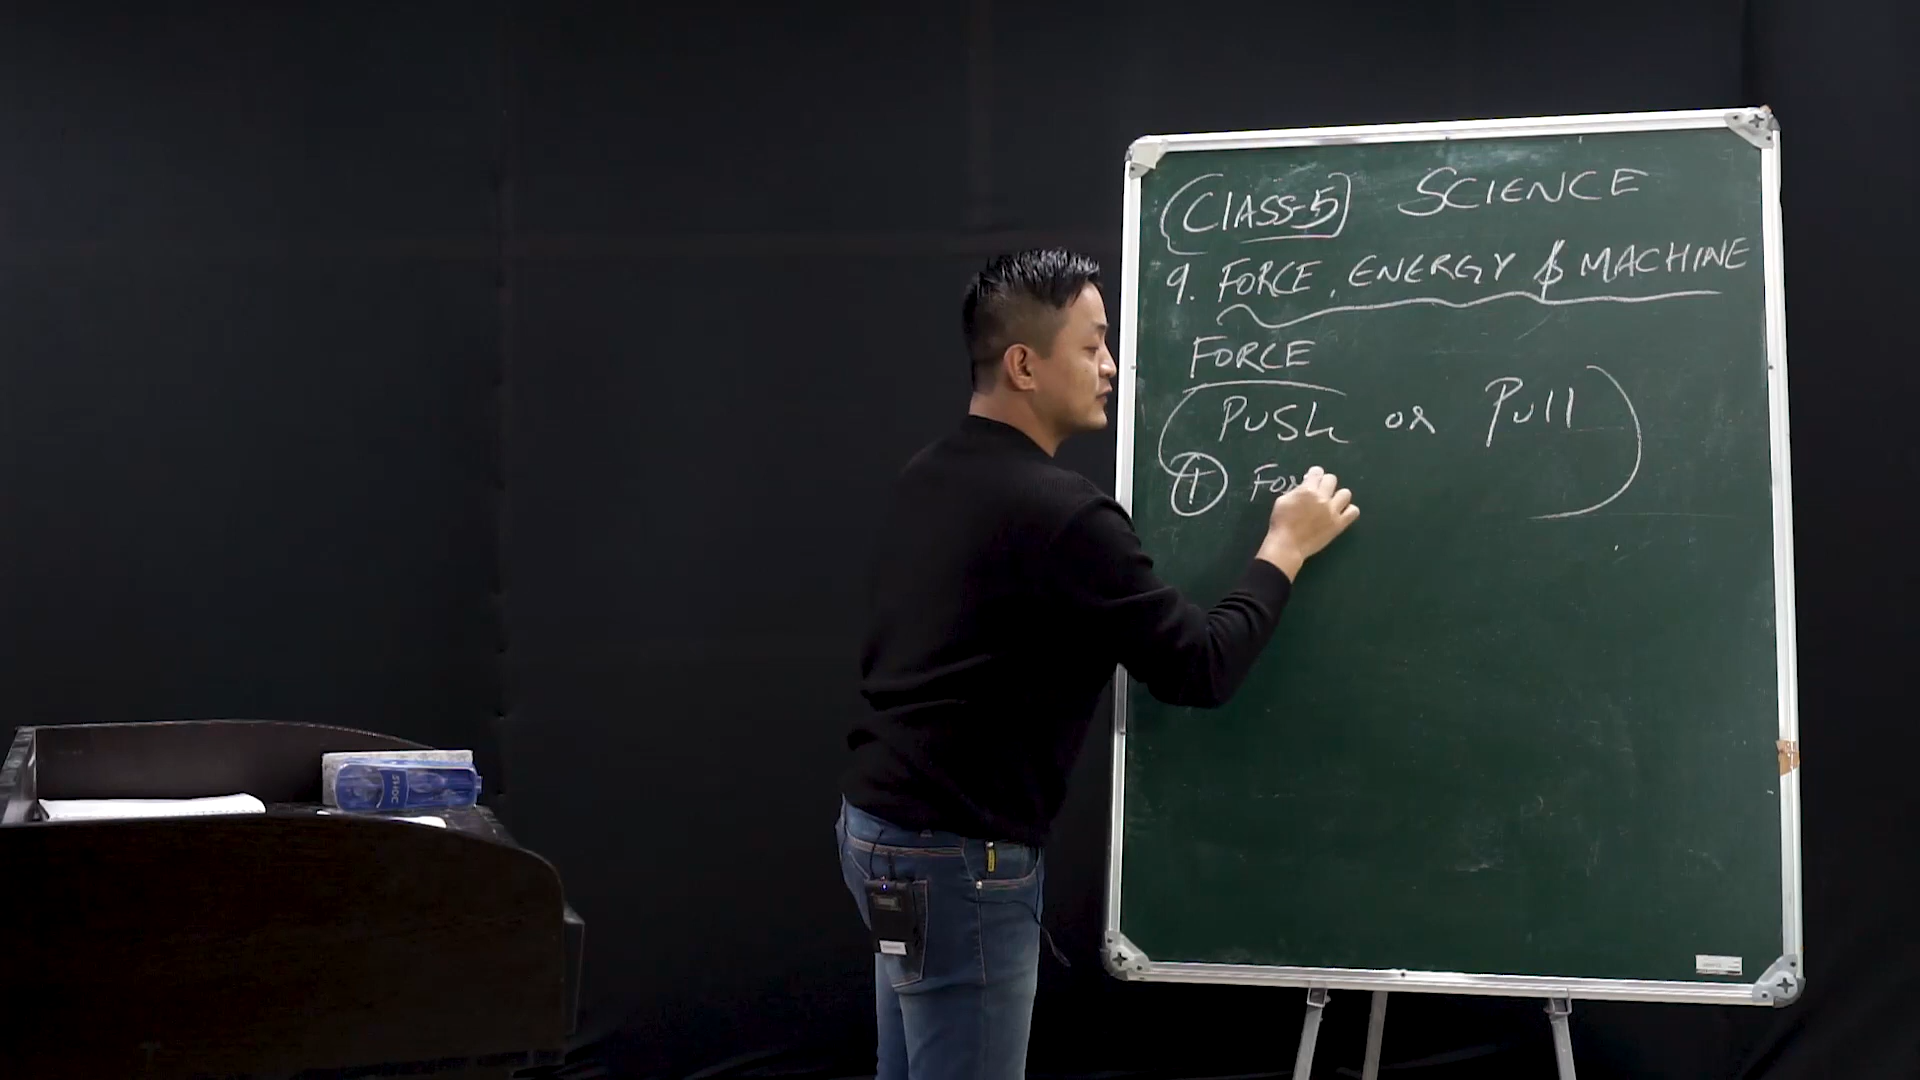 CLASS-5 SCIENCE
9. FORCE, ENERGY & MACHINE
FORCE
PUSh or Pull
① For